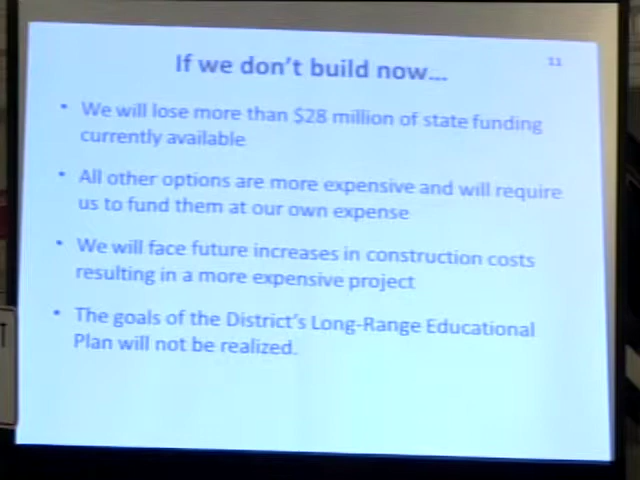 11
If we don't build now...
• We will lose more than $28 million of state funding
currently available
• All other options are more expensive and will require
us to fund them at our own expense
• We will face future increases in construction costs
resulting in a more expensive project
• The goals of the District's Long-Range Educational
Plan will not be realized.
T